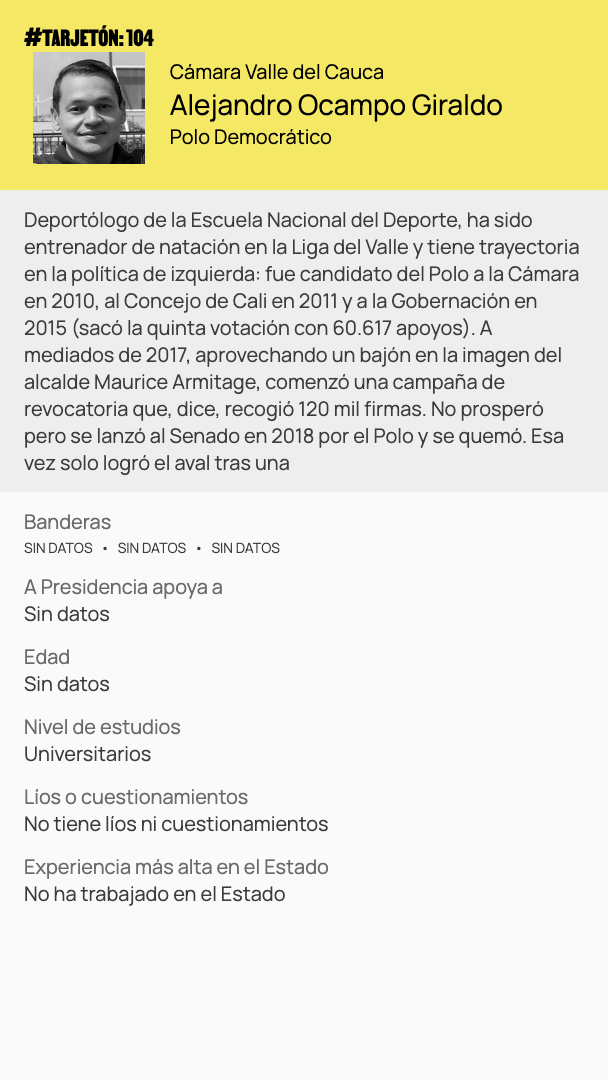 #TARJETÓN: 104
Cámara Valle del Cauca
Alejandro Ocampo Giraldo
Polo Democrático
Deportólogo de la Escuela Nacional del Deporte, ha sido
entrenador de natación en la Liga del Valle y tiene trayectoria
en la política de izquierda: fue candidato del Polo a la Cámara
en 2010, al Concejo de Cali en 2011 y a la Gobernación en
2015 (sacó la quinta votación con 60.617 apoyos). A
mediados de 2017, aprovechando un bajón en la imagen del
alcalde Maurice Armitage, comenzó una campaña de
revocatoria que, dice, recogió 120 mil firmas. No prosperó
pero se lanzó al Senado en 2018 por el Polo y se quemó. Esa
vez solo logró el aval tras una
Banderas
SIN DATOS • SIN DATOS • SIN DATOS
A Presidencia apoya a
Sin datos
Edad
Sin datos
Nivel de estudios
Universitarios
Líos o cuestionamientos
No tiene líos ni cuestionamientos
Experiencia más alta en el Estado
No ha trabajado en el Estado